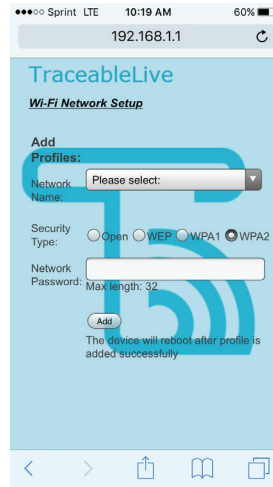 Sprint LTE 10:19 AM 60%
192.168.1.1
TraceableLive
Wi-Fi Network Setup
Add
Profiles:
Network
Name:
Please select:
Security
Type:
Open WEP WPA1 WPA2
Network
Password:
Max length: 32
Add
The device will reboot after profile is
added successfully